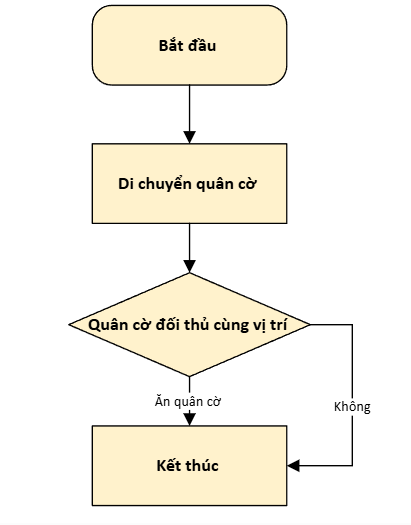 Bắt đầu
Di chuyển quân cờ
Quân cờ đối thủ cùng vị trí
Ăn quân cờ
Không
Kết thúc